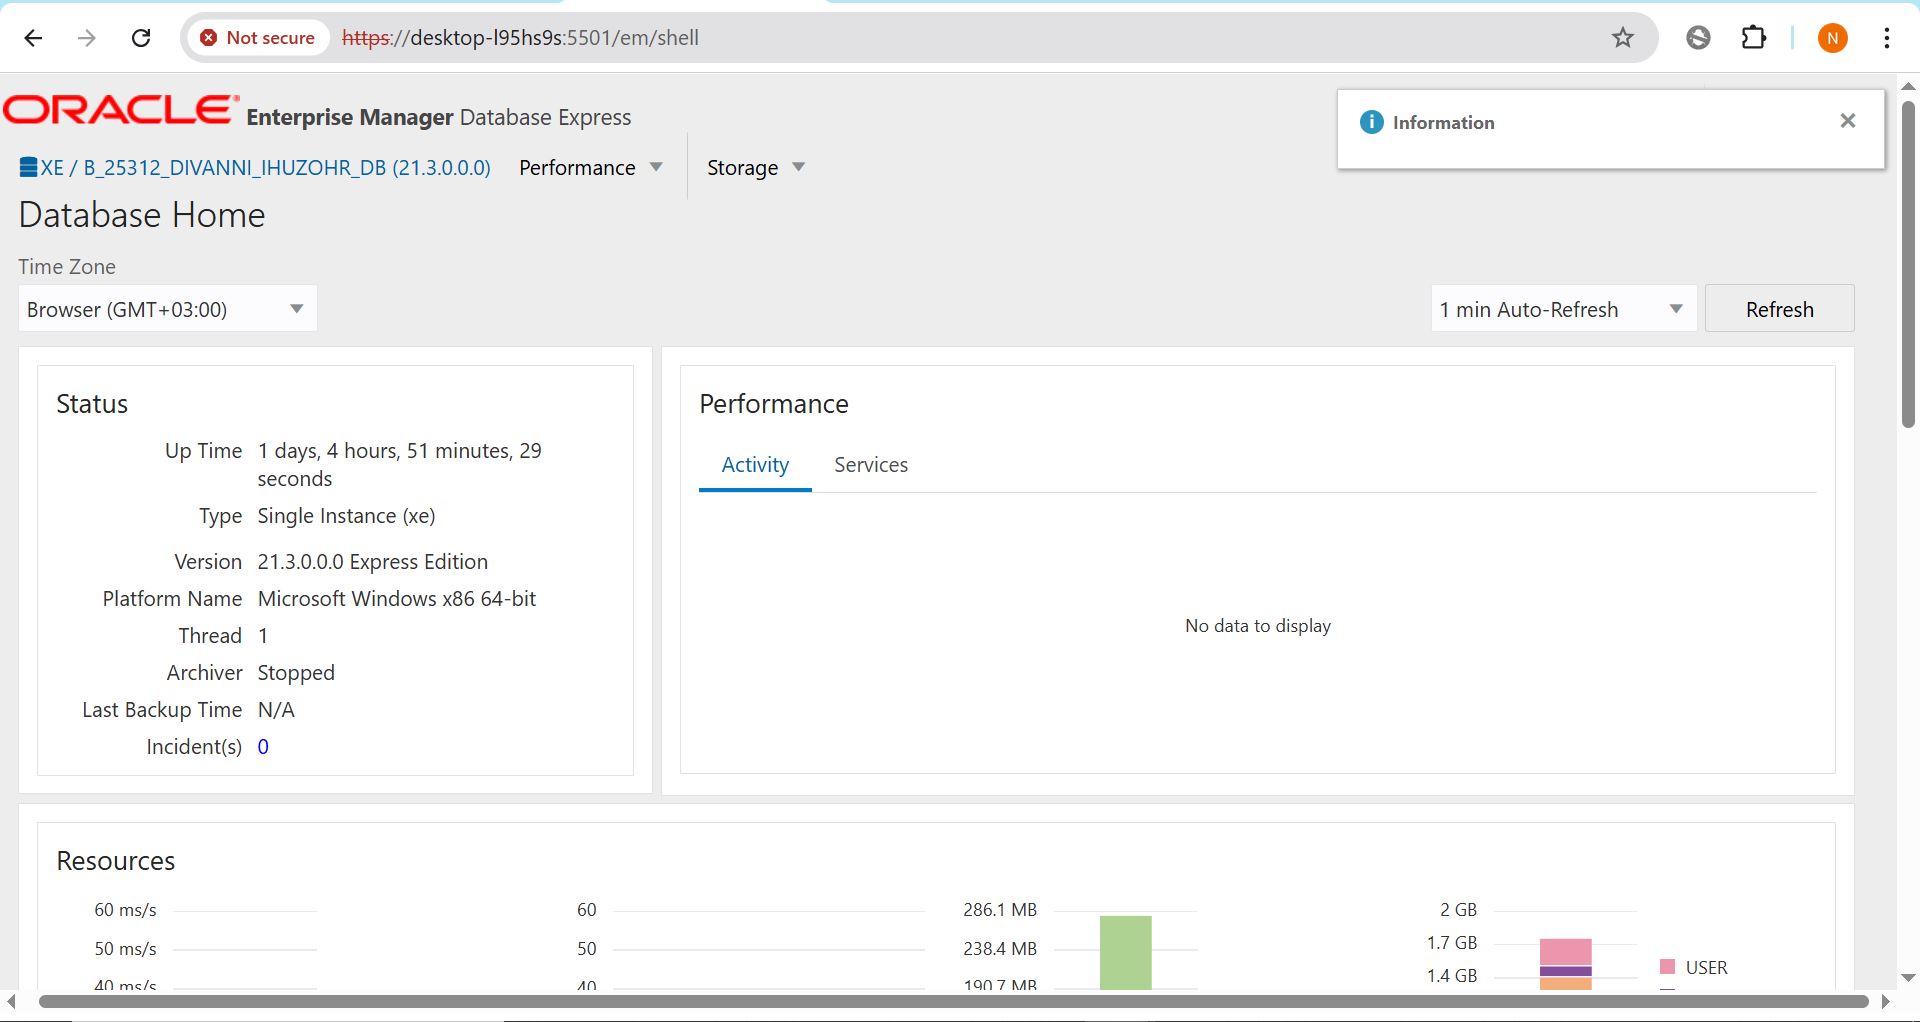 Not secure https://desktop-l95hs9s:5501/em/shell
N
ORACLE Enterprise Manager Database Express
Information
XE / B_25312_DIVANNI_IHUZOHR_DB (21.3.0.0.0) Performance Storage
Database Home
Time Zone
Browser (GMT+03:00)
1 min Auto-Refresh Refresh
Status
Up Time 1 days, 4 hours, 51 minutes, 29
seconds
Type Single Instance (xe)
Version 21.3.0.0.0 Express Edition
Platform Name Microsoft Windows x86 64-bit
Thread 1
Archiver Stopped
Last Backup Time N/A
Incident(s) 0
Performance
Activity Services
No data to display
Resources
60 ms/s 60 286.1 MB 2 GB
50 ms/s 50 238.4 MB 1.7 GB
40 ms/s 40 190.7 MB 1.4 GB
USER